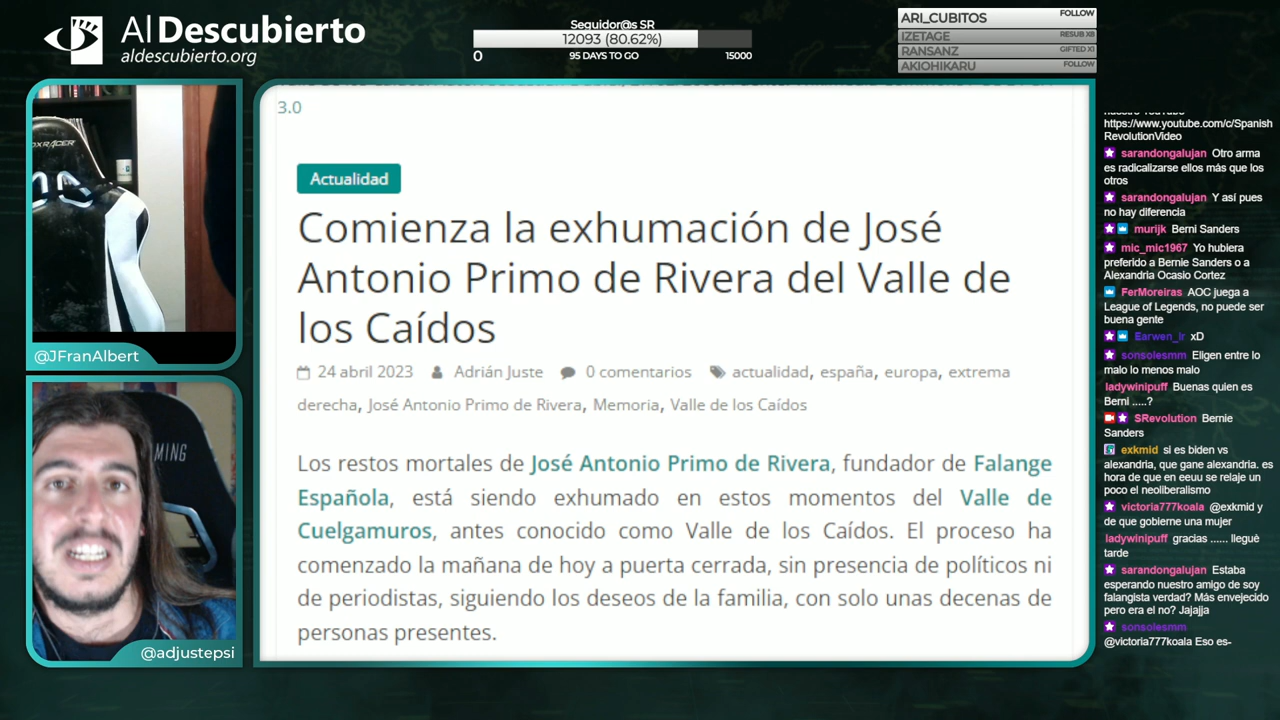 Al Descubierto
aldescubierto.org
Seguidor@s SR
12093 (80.62%)
0
95 DAYS TO GO
15000
ARI_CUBITOS FOLLOW
IZETAGE RESUB X8
RANSANZ GIFTED X1
AKIOHIKARU FOLLOW
3.0
Actualidad
Comienza la exhumación de José
Antonio Primo de Rivera del Valle de
los Caídos
24 abril 2023 Adrián Juste 0 comentarios actualidad, españa, europa, extrema
derecha, José Antonio Primo de Rivera, Memoria, Valle de los Caídos
Los restos mortales de José Antonio Primo de Rivera, fundador de Falange
Española, está siendo exhumado en estos momentos del Valle de
Cuelgamuros, antes conocido como Valle de los Caídos. El proceso ha
comenzado la mañana de hoy a puerta cerrada, sin presencia de políticos ni
de periodistas, siguiendo los deseos de la familia, con solo unas decenas de
personas presentes.
@JFranAlbert
GAMING
@adjustepsi
nuestro YouTube
https://www.youtube.com/c/Spanish
RevolutionVideo
sarandongalujan Otro arma
es radicalizarse ellos más que los
otros
sarandongalujan Y así pues
no hay diferencia
murijk Berni Sanders
mic_mic1967 Yo hubiera
preferido a Bernie Sanders o a
Alexandria Ocasio Cortez
FerMoreiras AOC juega a
League of Legends, no puede ser
buena gente
Earwen_Ir xD
sonsolesmm Eligen entre lo
malo lo menos malo
ladywinipuff Buenas quien es
Berni .....?
SRevolution Bernie
Sanders
exkmid si es biden vs
alexandria, que gane alexandria. es
hora de que en eeuu se relaje un
poco el neoliberalismo
victoria777koala @exkmid y
de que gobierne una mujer
ladywinipuff gracias ...... lleguè
tarde
sarandongalujan Estaba
esperando nuestro amigo de soy
falangista verdad? Más envejecido
pero era el no? Jajajja
sonsolesmm
@victoria777koala Eso es-